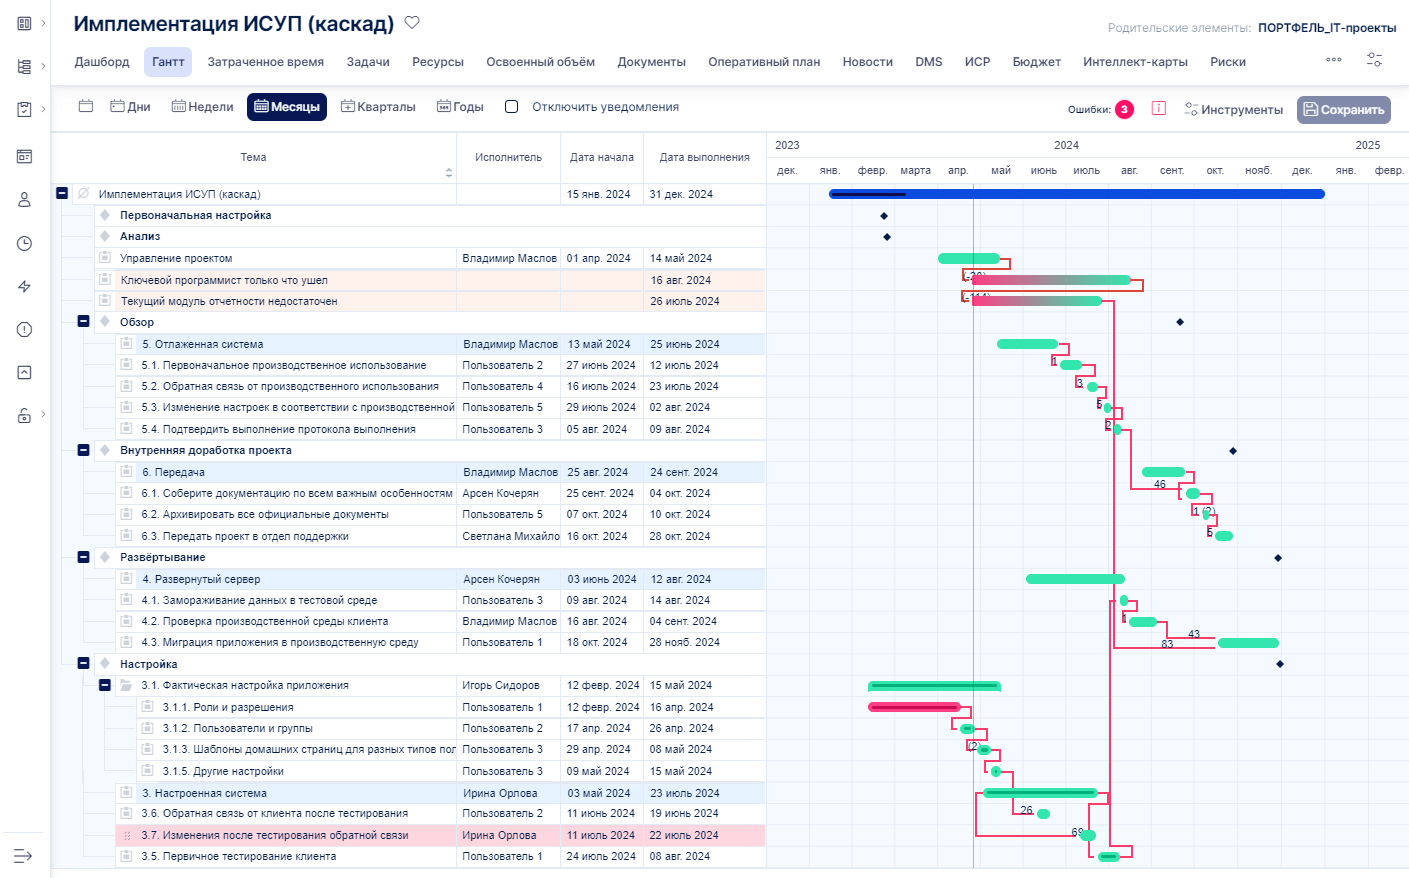 Имплементация ИСУП (каскад)
Родительские элементы: ПОРТФЕЛЬ_IT-проекты
Дашборд Гантт Затраченное время Задачи Ресурсы Освоенный объём Документы Оперативный план Новости DMS ИСР Бюджет Интеллект-карты Риски
Дни Недели Месяцы Кварталы Годы Отключить уведомления Ошибки: 3 Инструменты Сохранить
Тема Исполнитель Дата начала Дата выполнения
2023 2024 2025
дек. янв. февр. марта апр. май июнь июль авг. сент. окт. нояб. дек. янв. февр.
Имплементация ИСУП (каскад) 15 янв. 2024 31 дек. 2024
Первоначальная настройка
Анализ
Управление проектом Владимир Маслов 01 апр. 2024 14 май 2024
Ключевой программист только что ушел 16 авг. 2024
Текущий модуль отчетности недостаточен 26 июль 2024
Обзор
5. Отлаженная система Владимир Маслов 13 май 2024 25 июнь 2024
5.1. Первоначальное производственное использование Пользователь 2 27 июнь 2024 12 июль 2024 1
5.2. Обратная связь от производственного использования Пользователь 4 16 июль 2024 23 июль 2024 3
5.3. Изменение настроек в соответствии с производственной Пользователь 5 29 июль 2024 02 авг. 2024 5
5.4. Подтвердить выполнение протокола выполнения Пользователь 3 05 авг. 2024 09 авг. 2024 2
Внутренняя доработка проекта
6. Передача Владимир Маслов 25 авг. 2024 24 сент. 2024
6.1. Соберите документацию по всем важным особенностям Арсен Кочерян 25 сент. 2024 04 окт. 2024 46
6.2. Архивировать все официальные документы Пользователь 5 07 окт. 2024 10 окт. 2024 1 (2)
6.3. Передать проект в отдел поддержки Светлана Михайло 16 окт. 2024 28 окт. 2024 5
Развёртывание
4. Развернутый сервер Арсен Кочерян 03 июнь 2024 12 авг. 2024
4.1. Замораживание данных в тестовой среде Пользователь 3 09 авг. 2024 14 авг. 2024
4.2. Проверка производственной среды клиента Владимир Маслов 16 авг. 2024 04 сент. 2024 1
4.3. Миграция приложения в производственную среду Пользователь 1 18 окт. 2024 28 нояб. 2024 43 83
Настройка
3.1. Фактическая настройка приложения Игорь Сидоров 12 февр. 2024 15 май 2024
3.1.1. Роли и разрешения Пользователь 1 12 февр. 2024 16 апр. 2024
3.1.2. Пользователи и группы Пользователь 2 17 апр. 2024 26 апр. 2024
3.1.3. Шаблоны домашних страниц для разных типов пол Пользователь 3 29 апр. 2024 08 май 2024 (2)
3.1.5. Другие настройки Пользователь 3 09 май 2024 15 май 2024
3. Настроенная система Ирина Орлова 03 май 2024 23 июль 2024
3.6. Обратная связь от клиента после тестирования Пользователь 2 11 июнь 2024 19 июнь 2024 26
3.7. Изменения после тестирования обратной связи Ирина Орлова 11 июль 2024 22 июль 2024 69
3.5. Первичное тестирование клиента Пользователь 1 24 июль 2024 08 авг. 2024